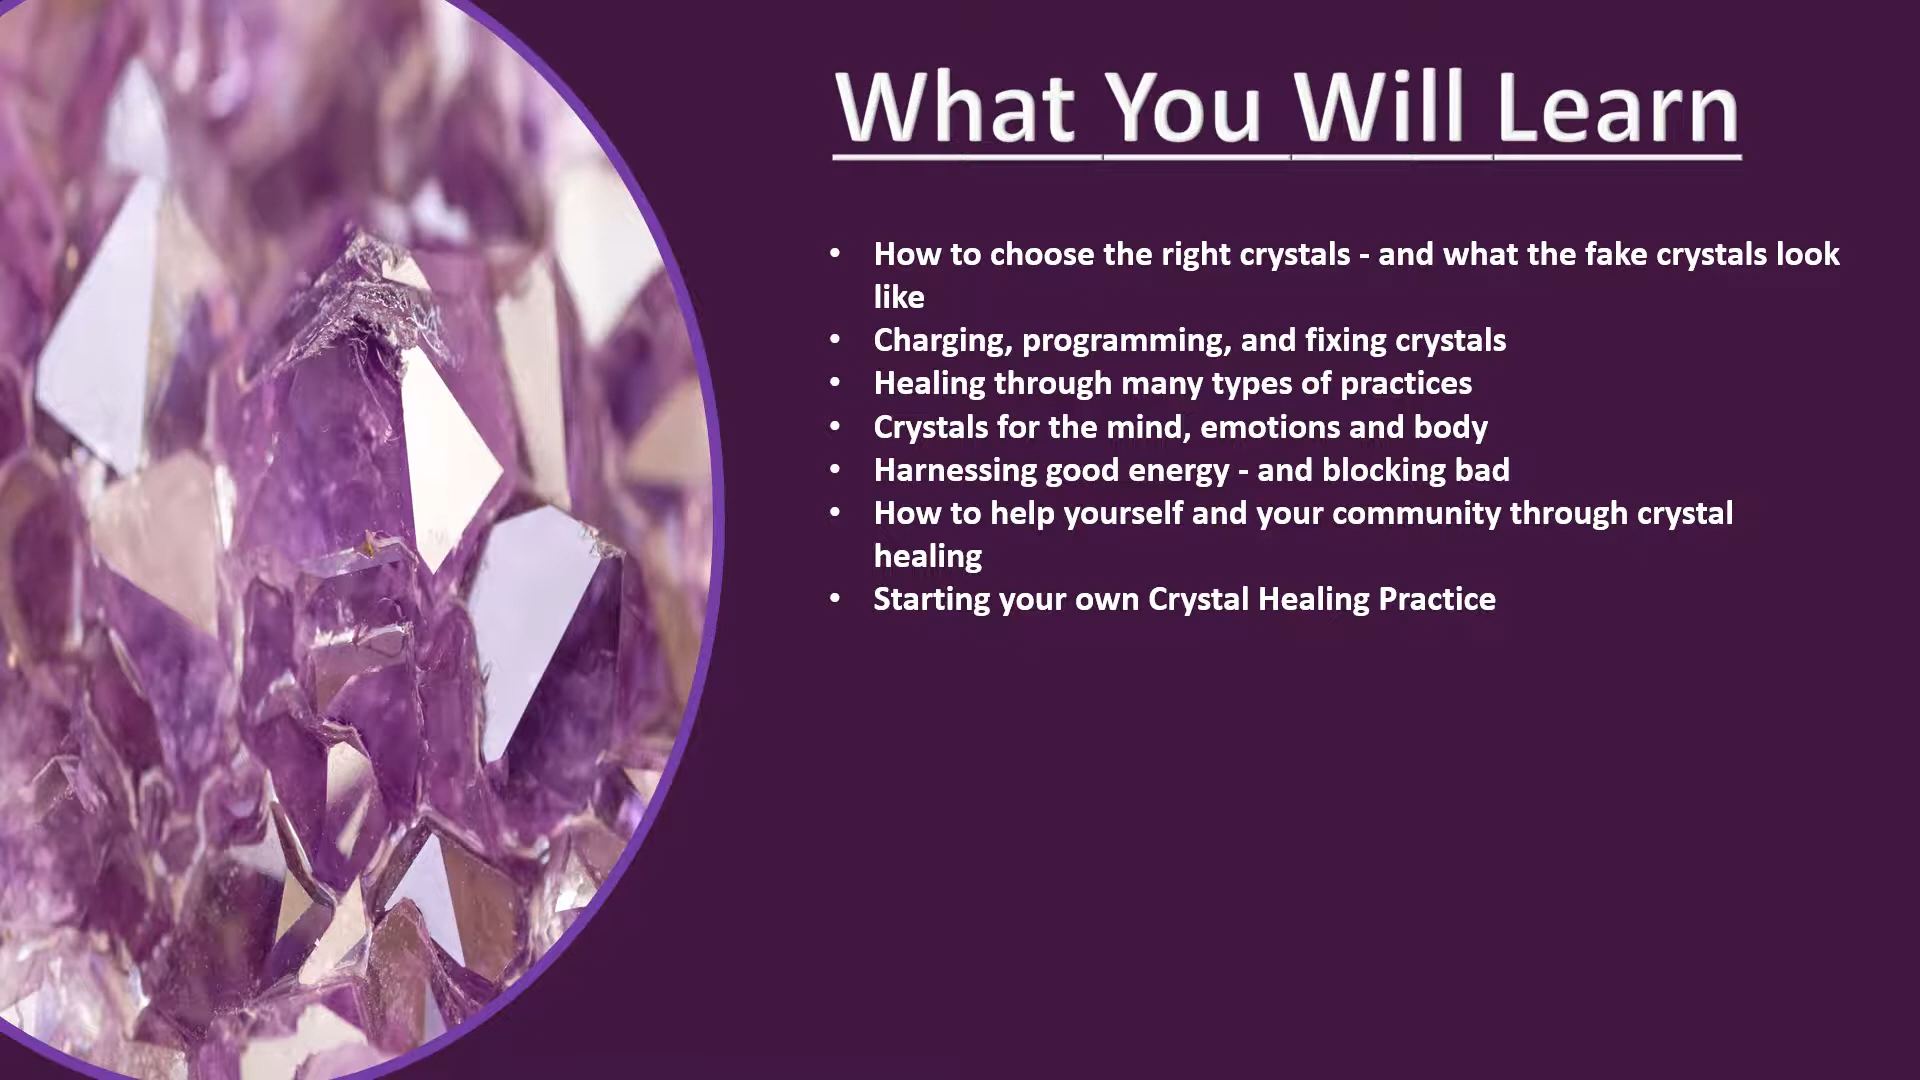 What You Will Learn
• How to choose the right crystals - and what the fake crystals look
like
• Charging, programming, and fixing crystals
• Healing through many types of practices
• Crystals for the mind, emotions and body
• Harnessing good energy - and blocking bad
• How to help yourself and your community through crystal
healing
• Starting your own Crystal Healing Practice